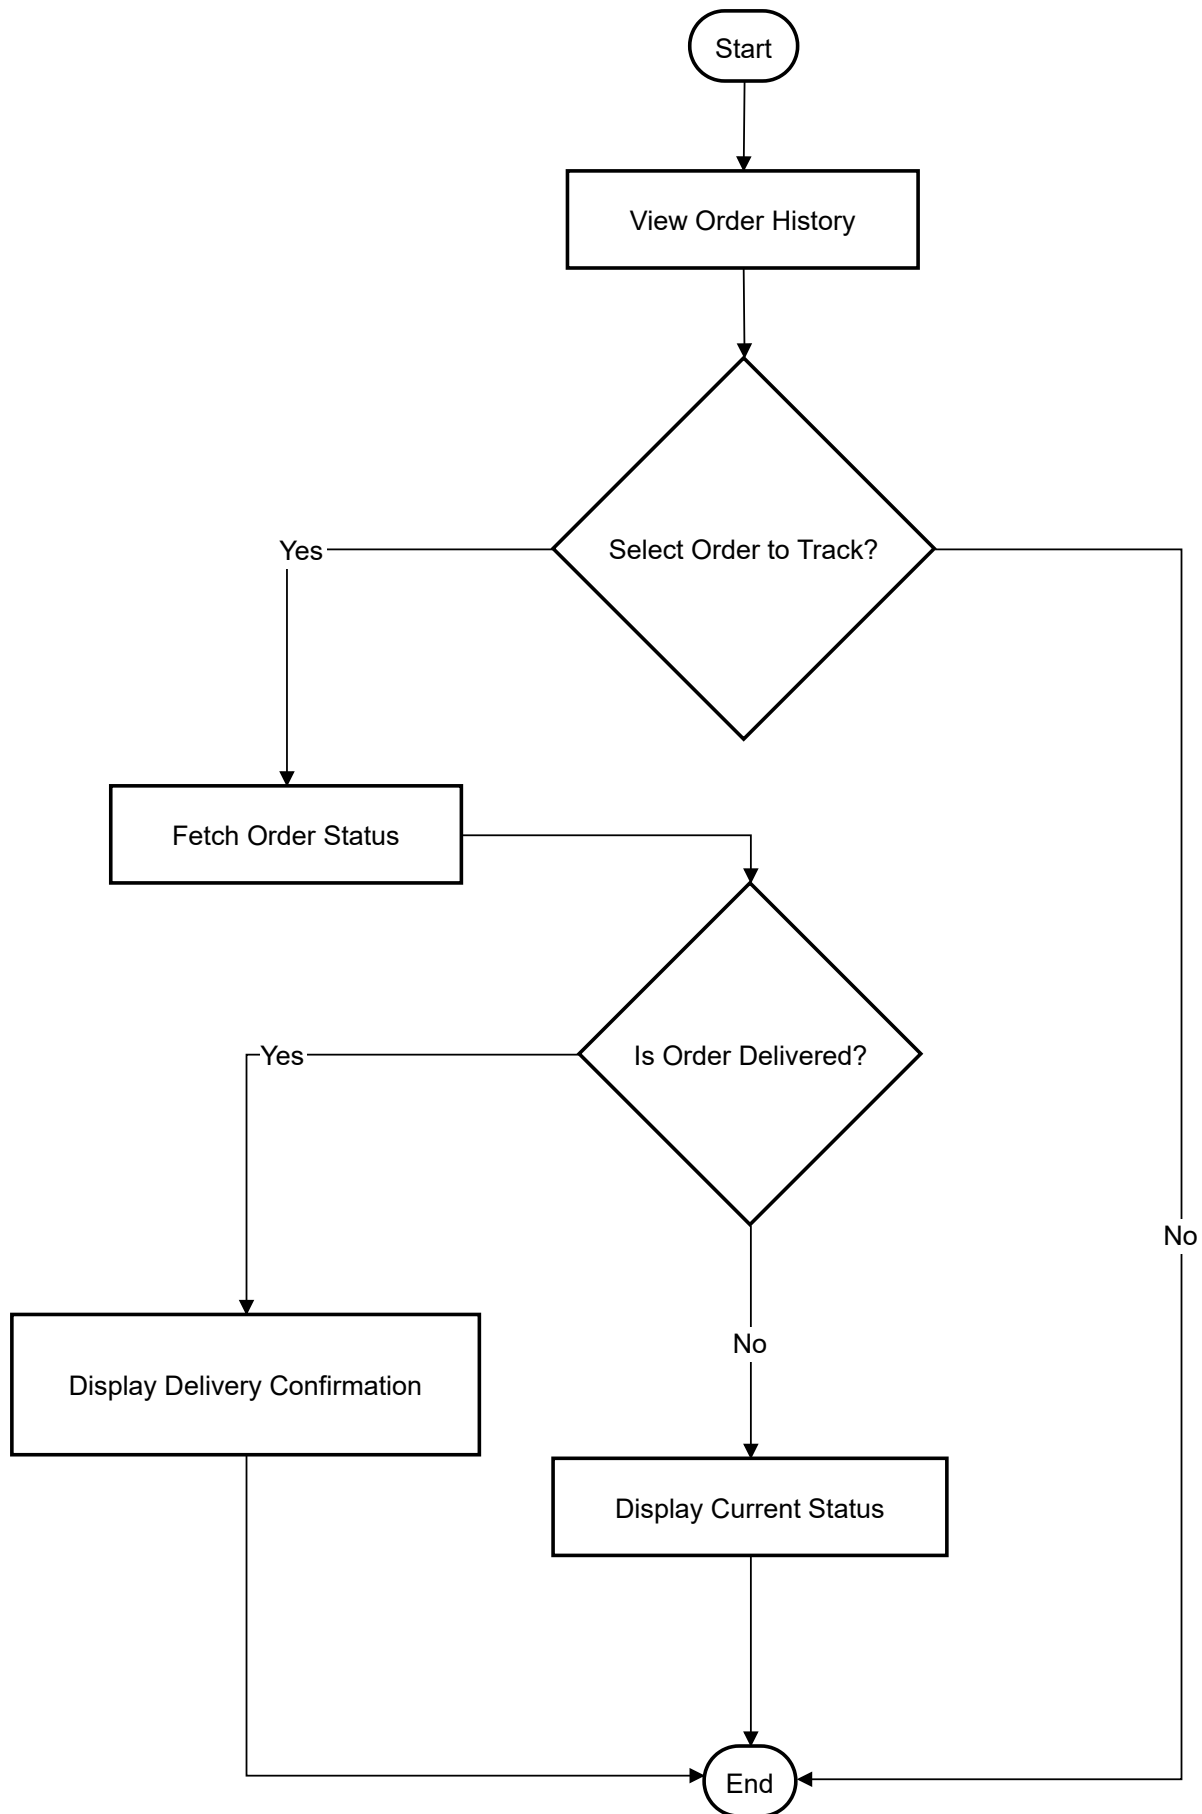 Start
View Order History
Select Order to Track?
Yes
Fetch Order Status
Is Order Delivered?
Yes
No
No
Display Delivery Confirmation
Display Current Status
End